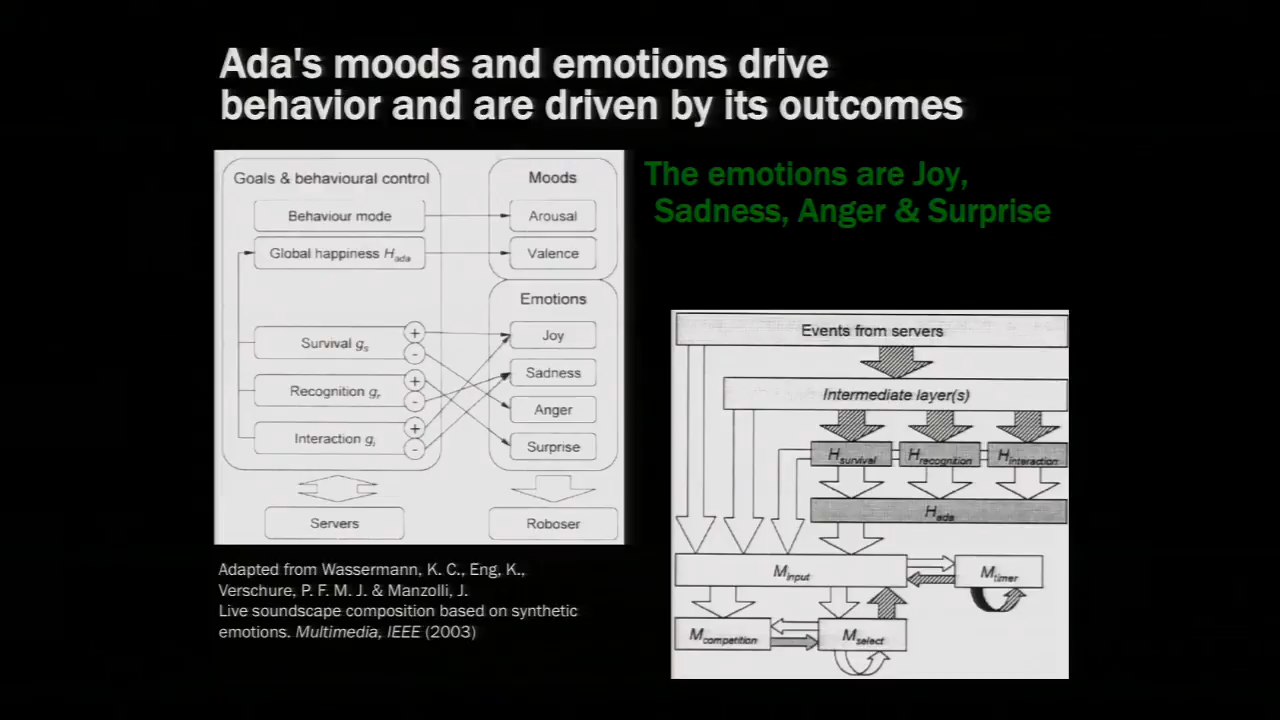 Ada's moods and emotions drive
behavior and are driven by its outcomes
Goals & behavioural control
Behaviour mode
Global happiness Hada
Survival gs
+
-
Recognition gr
+
-
Interaction gi
+
-
Servers
Moods
Arousal
Valence
Emotions
Joy
Sadness
Anger
Surprise
Roboser
The emotions are Joy,
Sadness, Anger & Surprise
Events from servers
Intermediate layer(s)
Hsurvival
Hrecognition
Hinteraction
Hada
Minput
Mtimer
Mcompetition
Mselect
Adapted from Wassermann, K. C., Eng, K.,
Verschure, P. F. M. J. & Manzolli, J.
Live soundscape composition based on synthetic
emotions. Multimedia, IEEE (2003)